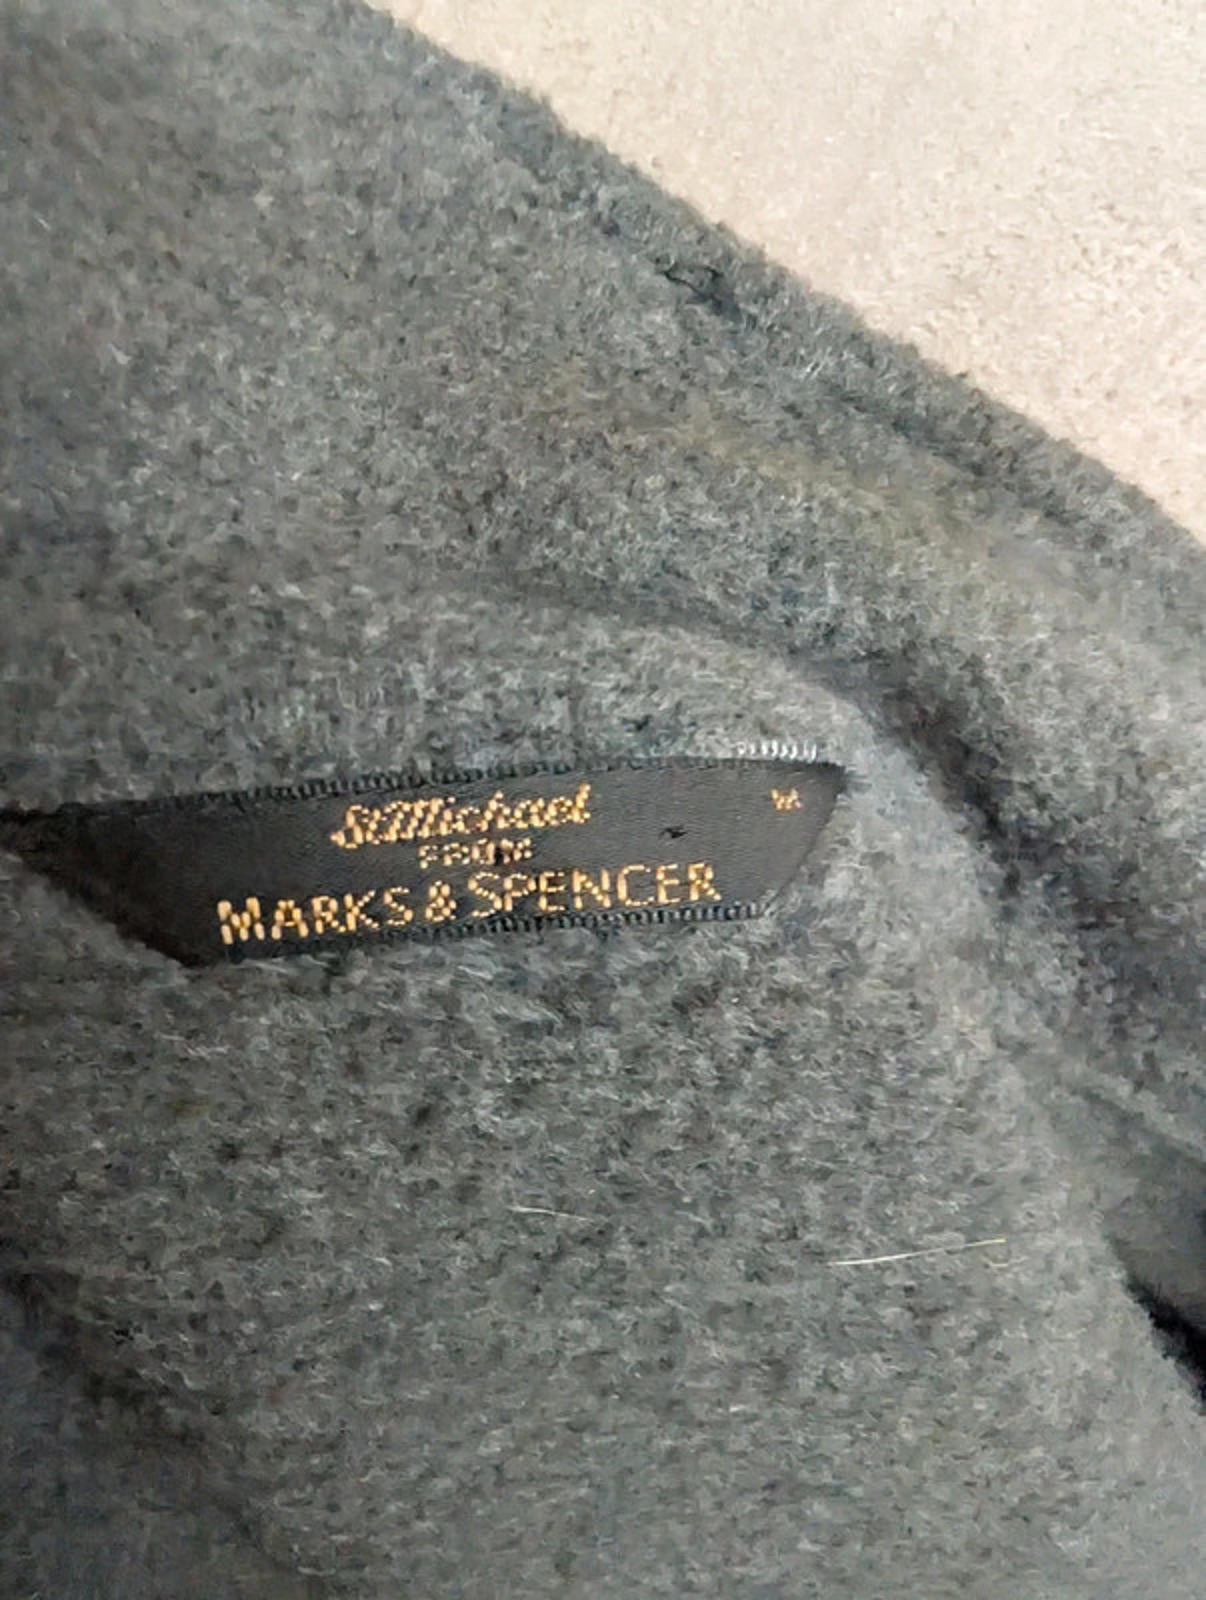 St Michael
FROM
MARKS & SPENCER